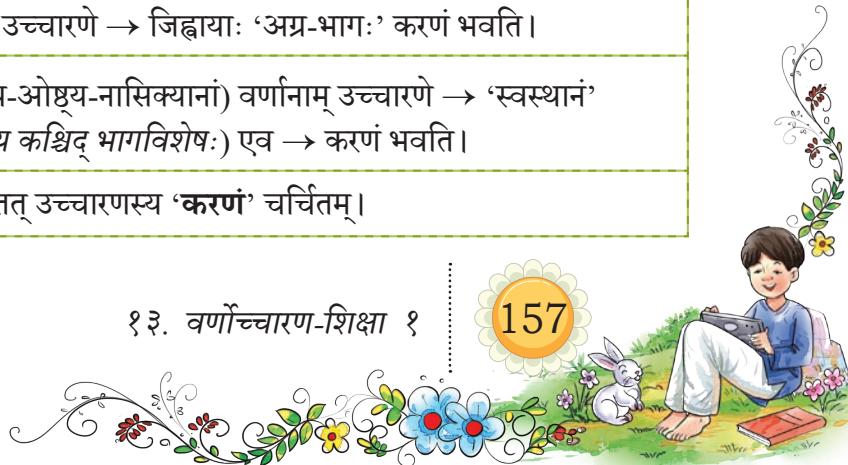 उच्चारणे → जिह्वायाः ‘अग्र-भागः’ करणं भवति।
-ओष्ठ्य-नासिक्यानां) वर्णानाम् उच्चारणे → ‘स्वस्थानं’
कश्चिद् भागविशेषः) एव → करणं भवति।
उच्चारणस्य ‘करणं’ चर्चितम्।
१३. वर्णोच्चारण-शिक्षा १
157